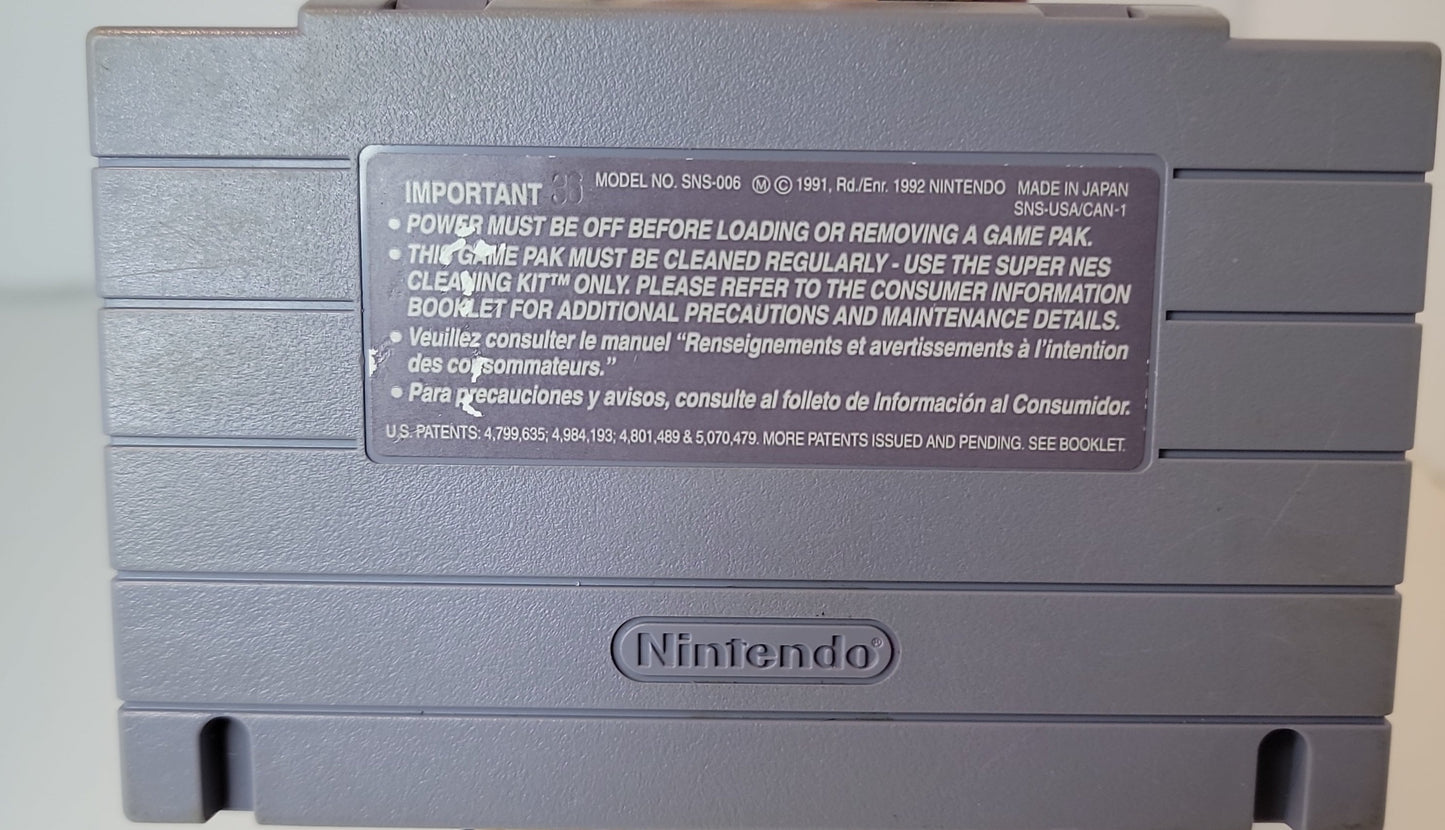 IMPORTANT 36 MODEL NO. SNS-006 Ⓜ © 1991, Rd./Enr. 1992 NINTENDO MADE IN JAPAN
SNS-USA/CAN-1
• POWER MUST BE OFF BEFORE LOADING OR REMOVING A GAME PAK.
• THIS GAME PAK MUST BE CLEANED REGULARLY - USE THE SUPER NES
CLEANING KIT™ ONLY. PLEASE REFER TO THE CONSUMER INFORMATION
BOOKLET FOR ADDITIONAL PRECAUTIONS AND MAINTENANCE DETAILS.
• Veuillez consulter le manuel “Renseignements et avertissements à l’intention
des consommateurs.”
• Para precauciones y avisos, consulte al folleto de Información al Consumidor.
U.S. PATENTS: 4,799,635; 4,984,193; 4,801,489 & 5,070,479. MORE PATENTS ISSUED AND PENDING. SEE BOOKLET.
Nintendo®